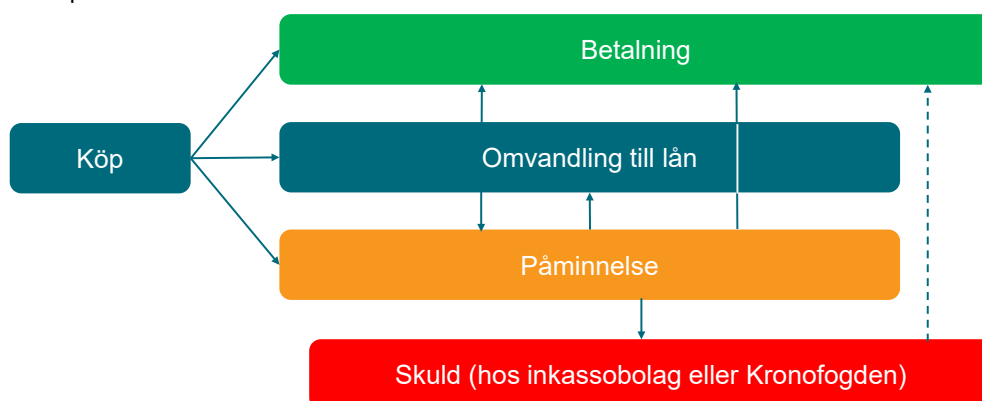 Betalning
Köp
Omvandling till lån
Påminnelse
Skuld (hos inkassobolag eller Kronofogden)